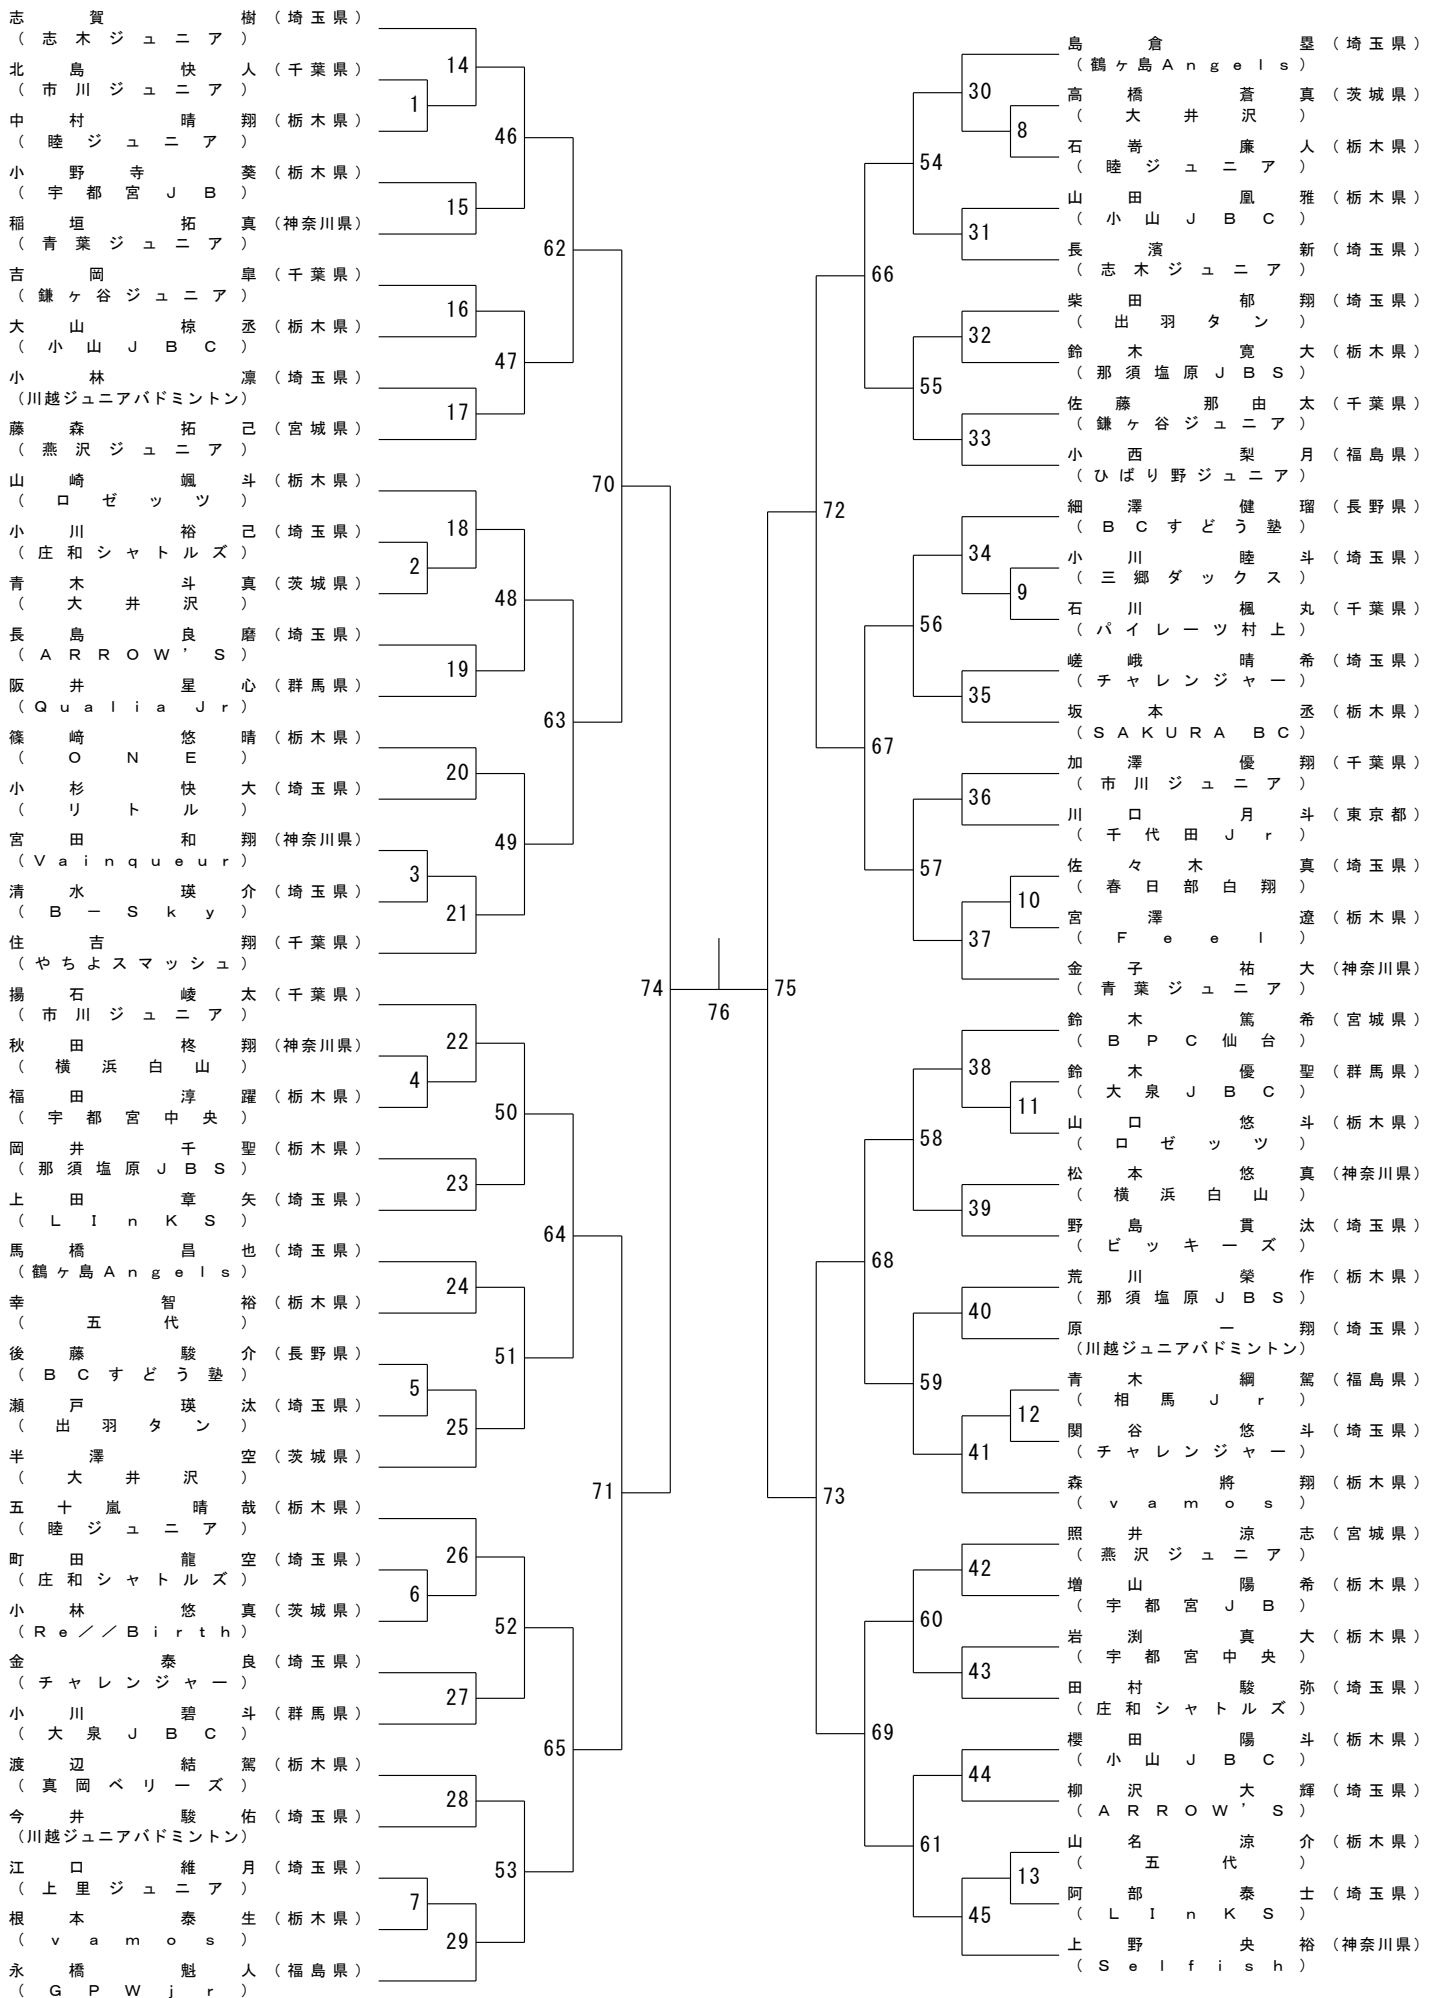 志賀樹（埼玉県）
（志木ジュニア）
14
北島快人（千葉県）
（市川ジュニア）
1
中村晴翔（栃木県）
（睦ジュニア）
46
小野寺葵（栃木県）
（宇都宮ＪＢ）
15
稲垣拓真（神奈川県）
（青葉ジュニア）
62
吉岡皐（千葉県）
（鎌ヶ谷ジュニア）
16
大山椋丞（栃木県）
（小山ＪＢＣ）
47
小林凛（埼玉県）
（川越ジュニアバドミントン）
17
藤森拓己（宮城県）
（燕沢ジュニア）
70
山崎颯斗（栃木県）
（ロゼッツ）
18
小川裕己（埼玉県）
（庄和シャトルズ）
2
青木斗真（茨城県）
（大井沢）
48
長島良磨（埼玉県）
（ＡＲＲＯＷ’Ｓ）
19
阪井星心（群馬県）
（Ｑｕａｌｉａ Ｊｒ）
63
篠﨑悠晴（栃木県）
（ＯＮＥ）
20
小杉快大（埼玉県）
（リトル）
49
宮田和翔（神奈川県）
（Ｖａｉｎｑｕｅｕｒ）
3
清水瑛介（埼玉県）
（Ｂ－Ｓｋｙ）
21
住吉翔（千葉県）
（やちよスマッシュ）
74
揚石崚太（千葉県）
（市川ジュニア）
22
秋田柊翔（神奈川県）
（横浜白山）
4
福田淳躍（栃木県）
（宇都宮中央）
50
岡井千聖（栃木県）
（那須塩原ＪＢＳ）
23
上田章矢（埼玉県）
（ＬＩｎＫＳ）
64
馬橋昌也（埼玉県）
（鶴ヶ島Ａｎｇｅｌｓ）
24
幸智裕（栃木県）
（五代）
51
後藤駿介（長野県）
（ＢＣすどう塾）
5
瀬戸瑛汰（埼玉県）
（出羽タン）
25
半澤空（茨城県）
（大井沢）
71
五十嵐晴哉（栃木県）
（睦ジュニア）
26
町田龍空（埼玉県）
（庄和シャトルズ）
6
小林悠真（茨城県）
（Ｒｅ／／Ｂｉｒｔｈ）
52
金泰良（埼玉県）
（チャレンジャー）
27
小川碧斗（群馬県）
（大泉ＪＢＣ）
65
渡辺結駕（栃木県）
（真岡ベリーズ）
28
今井駿佑（埼玉県）
（川越ジュニアバドミントン）
53
江口維月（埼玉県）
（上里ジュニア）
7
根本泰生（栃木県）
（ｖａｍｏｓ）
29
永橋魁人（福島県）
（ＧＰＷｊｒ）
76
島倉塁（埼玉県）
（鶴ヶ島Ａｎｇｅｌｓ）
30
高橋蒼真（茨城県）
（大井沢）
8
石嵜廉人（栃木県）
（睦ジュニア）
54
山田凰雅（栃木県）
（小山ＪＢＣ）
31
長濱新（埼玉県）
（志木ジュニア）
66
柴田郁翔（埼玉県）
（出羽タン）
32
鈴木寛大（栃木県）
（那須塩原ＪＢＳ）
55
佐藤那由太（千葉県）
（鎌ヶ谷ジュニア）
33
小西梨月（福島県）
（ひばり野ジュニア）
72
細澤健瑠（長野県）
（ＢＣすどう塾）
34
小川睦斗（埼玉県）
（三郷ダックス）
9
石川楓丸（千葉県）
（パイレーツ村上）
56
嵯峨晴希（埼玉県）
（チャレンジャー）
35
坂本丞（栃木県）
（ＳＡＫＵＲＡ ＢＣ）
67
加澤優翔（千葉県）
（市川ジュニア）
36
川口月斗（東京都）
（千代田Ｊｒ）
57
佐々木真（埼玉県）
（春日部白翔）
10
宮澤遼（栃木県）
（Ｆｅｅｌ）
37
金子祐大（神奈川県）
（青葉ジュニア）
75
鈴木篤希（宮城県）
（ＢＰＣ仙台）
38
鈴木優聖（群馬県）
（大泉ＪＢＣ）
11
山口悠斗（栃木県）
（ロゼッツ）
58
松本悠真（神奈川県）
（横浜白山）
39
野島貫汰（埼玉県）
（ビッキーズ）
68
荒川榮作（栃木県）
（那須塩原ＪＢＳ）
40
原一翔（埼玉県）
（川越ジュニアバドミントン）
59
青木綱駕（福島県）
（相馬Ｊｒ）
12
関谷悠斗（埼玉県）
（チャレンジャー）
41
森將翔（栃木県）
（ｖａｍｏｓ）
73
照井涼志（宮城県）
（燕沢ジュニア）
42
増山陽希（栃木県）
（宇都宮ＪＢ）
60
岩渕真大（栃木県）
（宇都宮中央）
43
田村駿弥（埼玉県）
（庄和シャトルズ）
69
櫻田陽斗（栃木県）
（小山ＪＢＣ）
44
柳沢大輝（埼玉県）
（ＡＲＲＯＷ’Ｓ）
61
山名涼介（栃木県）
（五代）
13
阿部泰士（埼玉県）
（ＬＩｎＫＳ）
45
上野央裕（神奈川県）
（Ｓｅｌｆｉｓｈ）